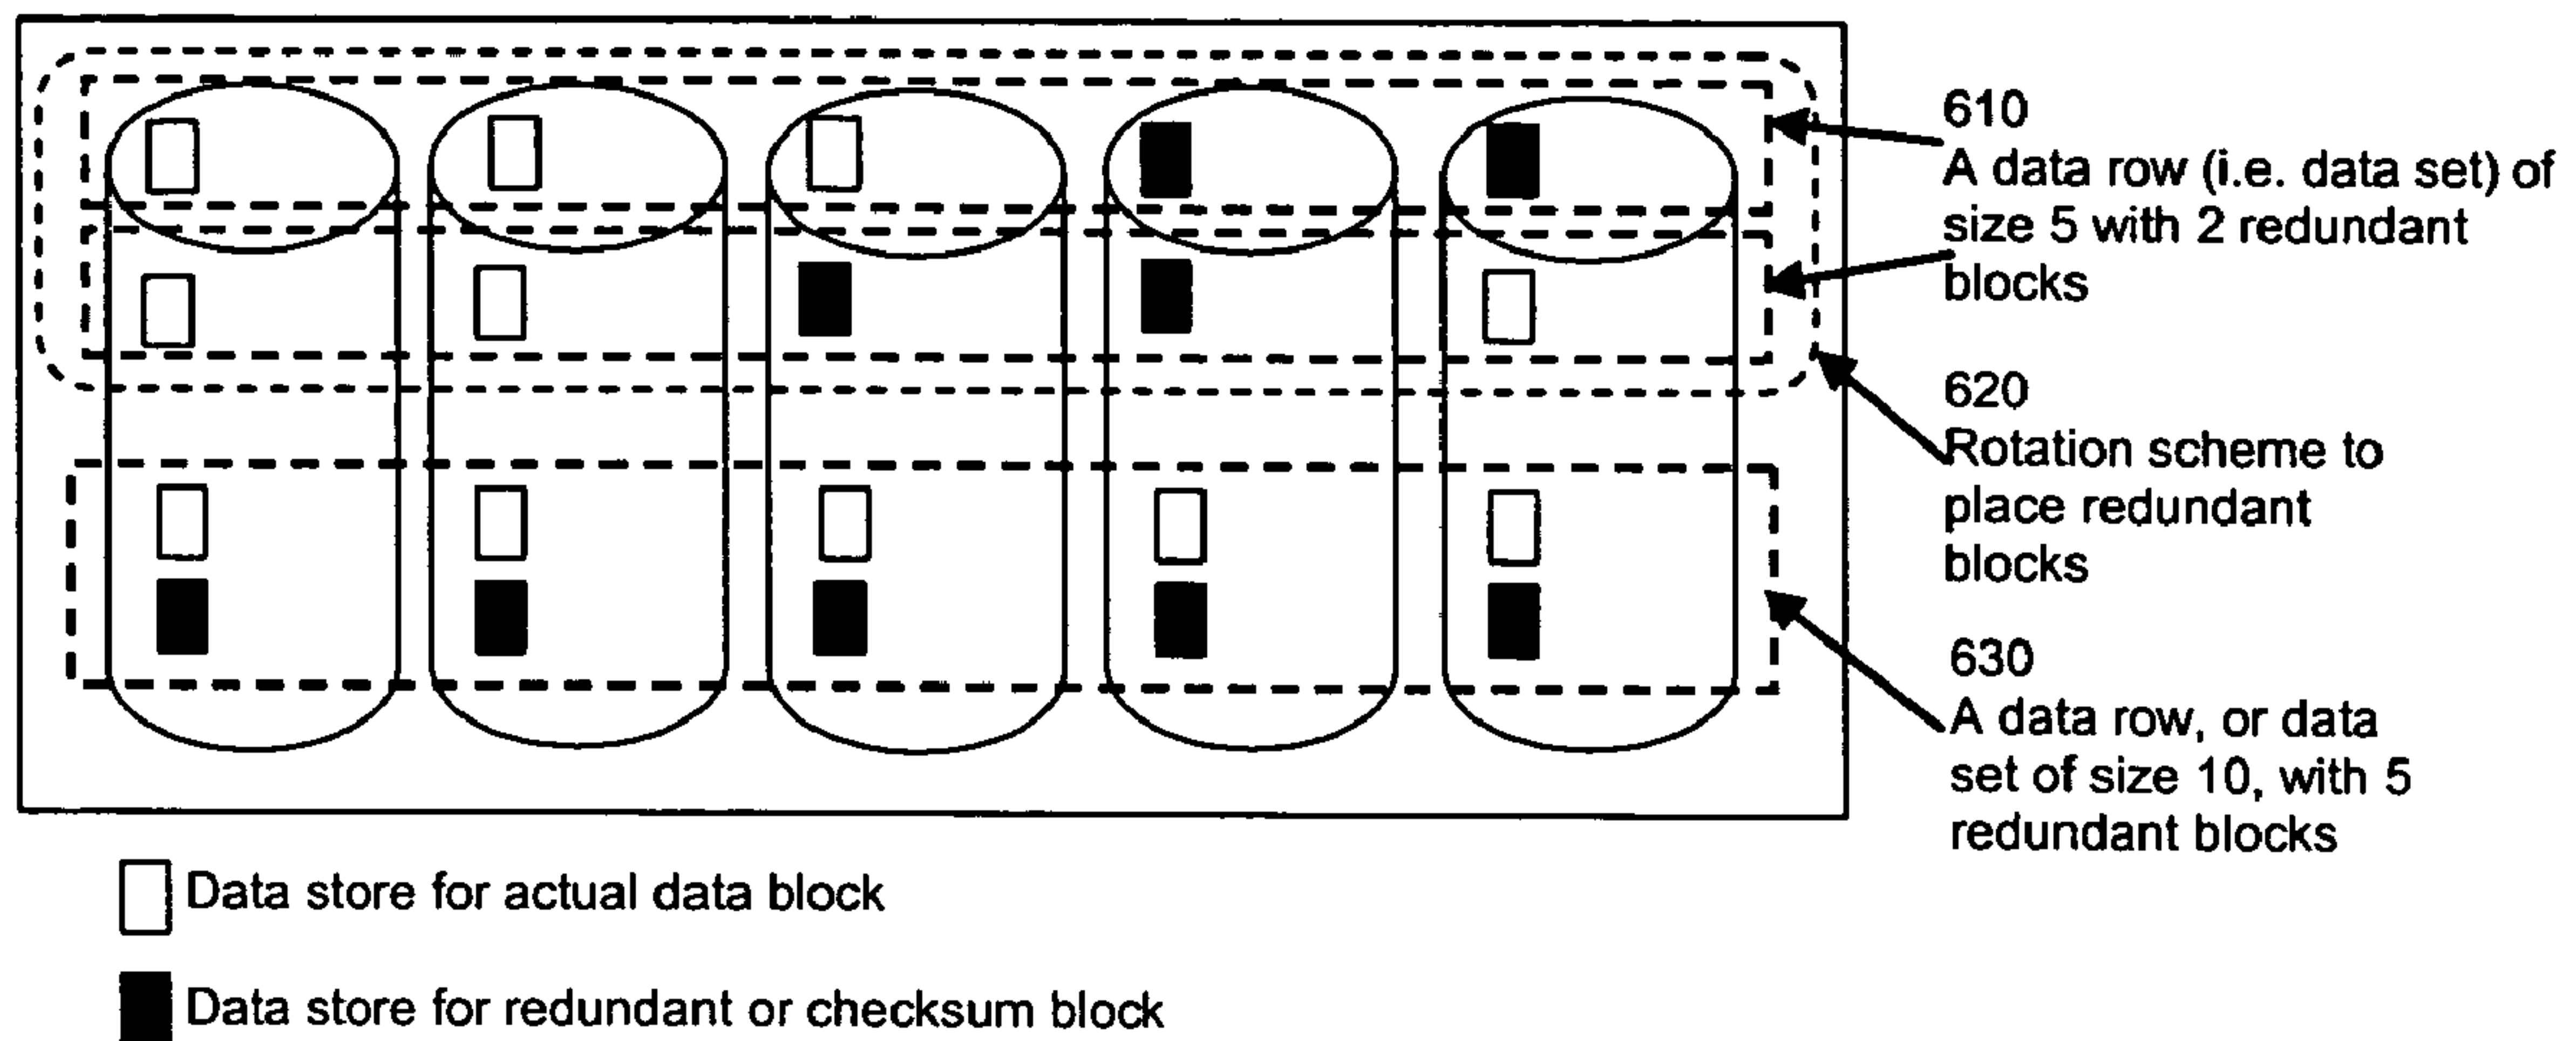 610
A data row (i.e. data set) of
size 5 with 2 redundant
blocks
620
Rotation scheme to
place redundant
blocks
630
A data row, or data
set of size 10, with 5
redundant blocks
Data store for actual data block
Data store for redundant or checksum block